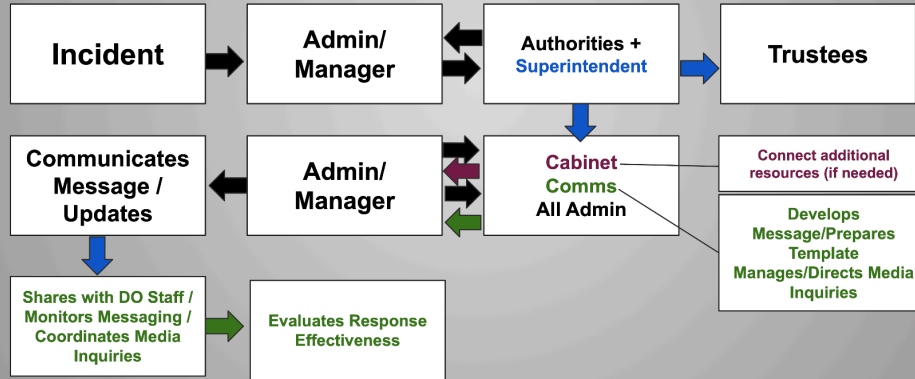 Incident
Admin/
Manager
Authorities +
Superintendent
Trustees
Communicates
Message /
Updates
Admin/
Manager
Cabinet
Comms
All Admin
Connect additional
resources (if needed)
Develops
Message/Prepares
Template
Manages/Directs Media
Inquiries
Shares with DO Staff /
Monitors Messaging /
Coordinates Media
Inquiries
Evaluates Response
Effectiveness